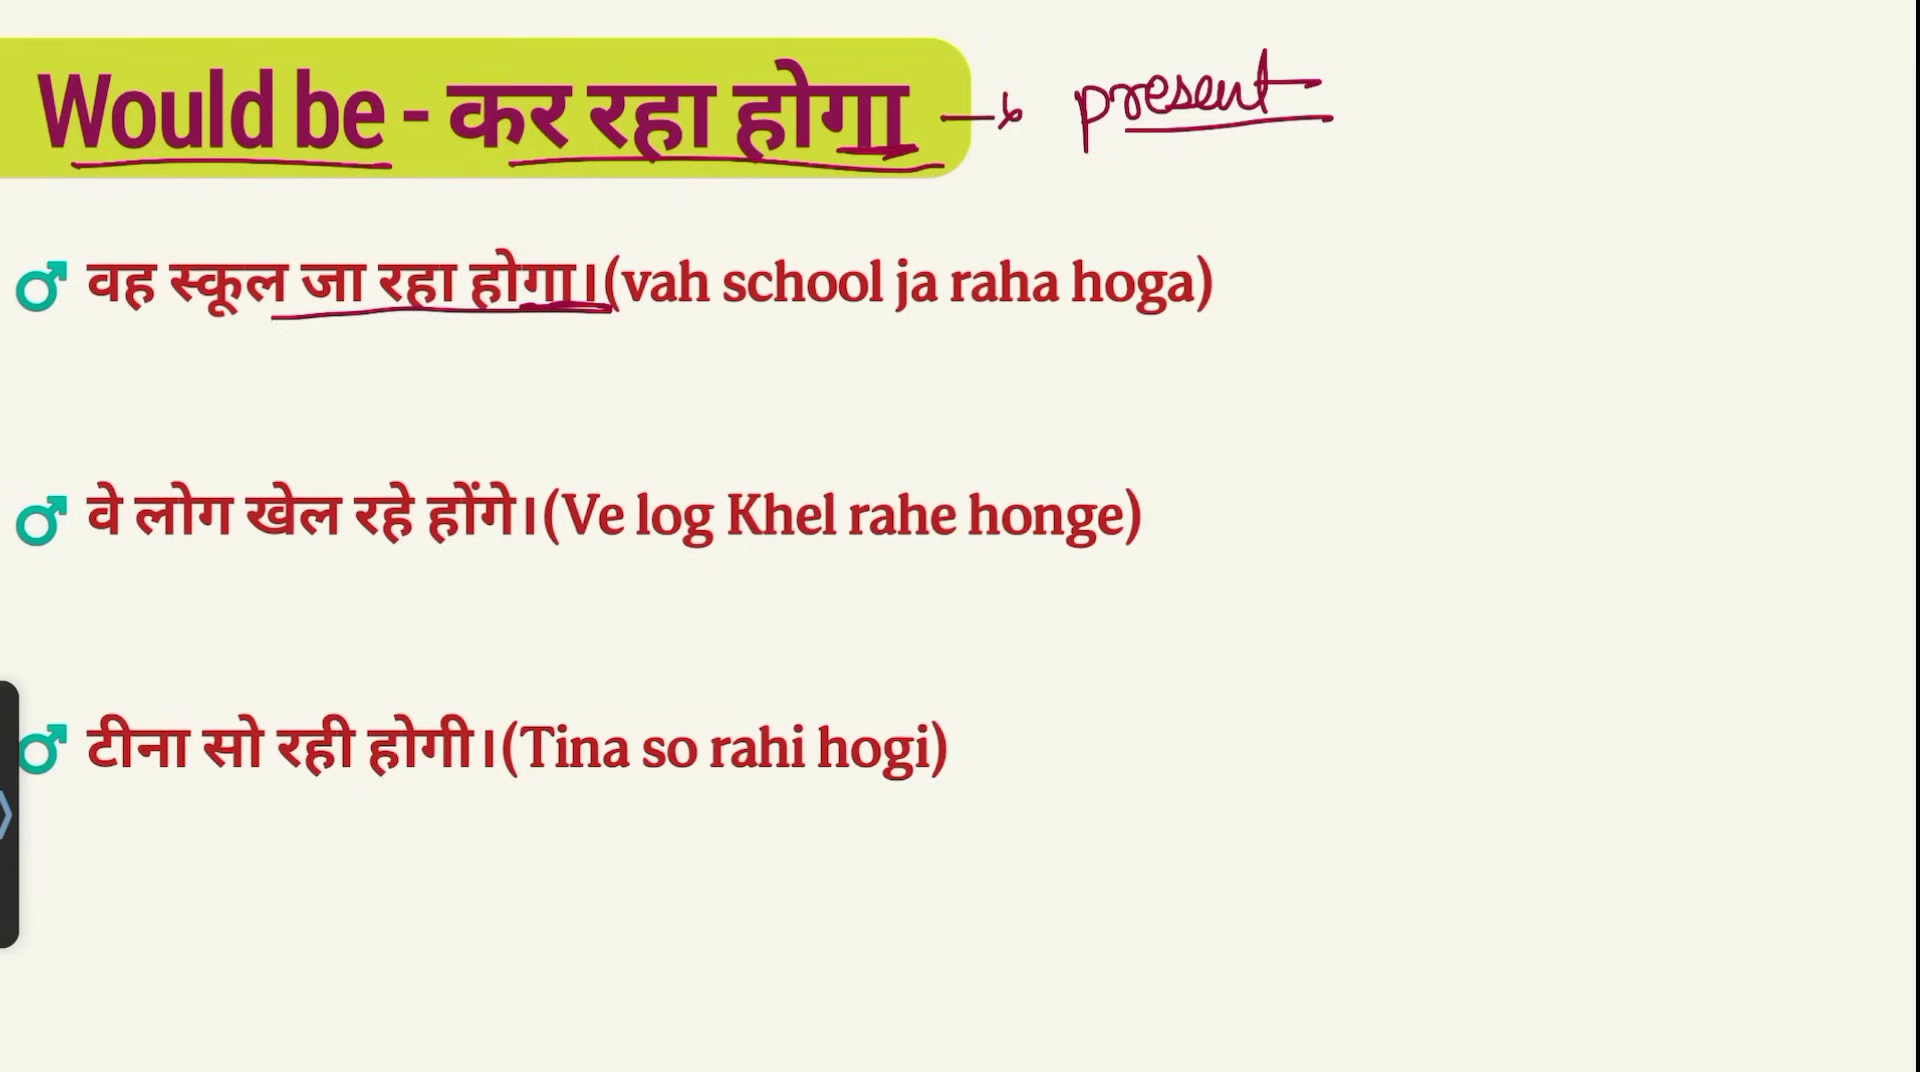 Would be - कर रहा होगा → present
वह स्कूल जा रहा होगा।(vah school ja raha hoga)
वे लोग खेल रहे होंगे।(Ve log Khel rahe honge)
टीना सो रही होगी।(Tina so rahi hogi)